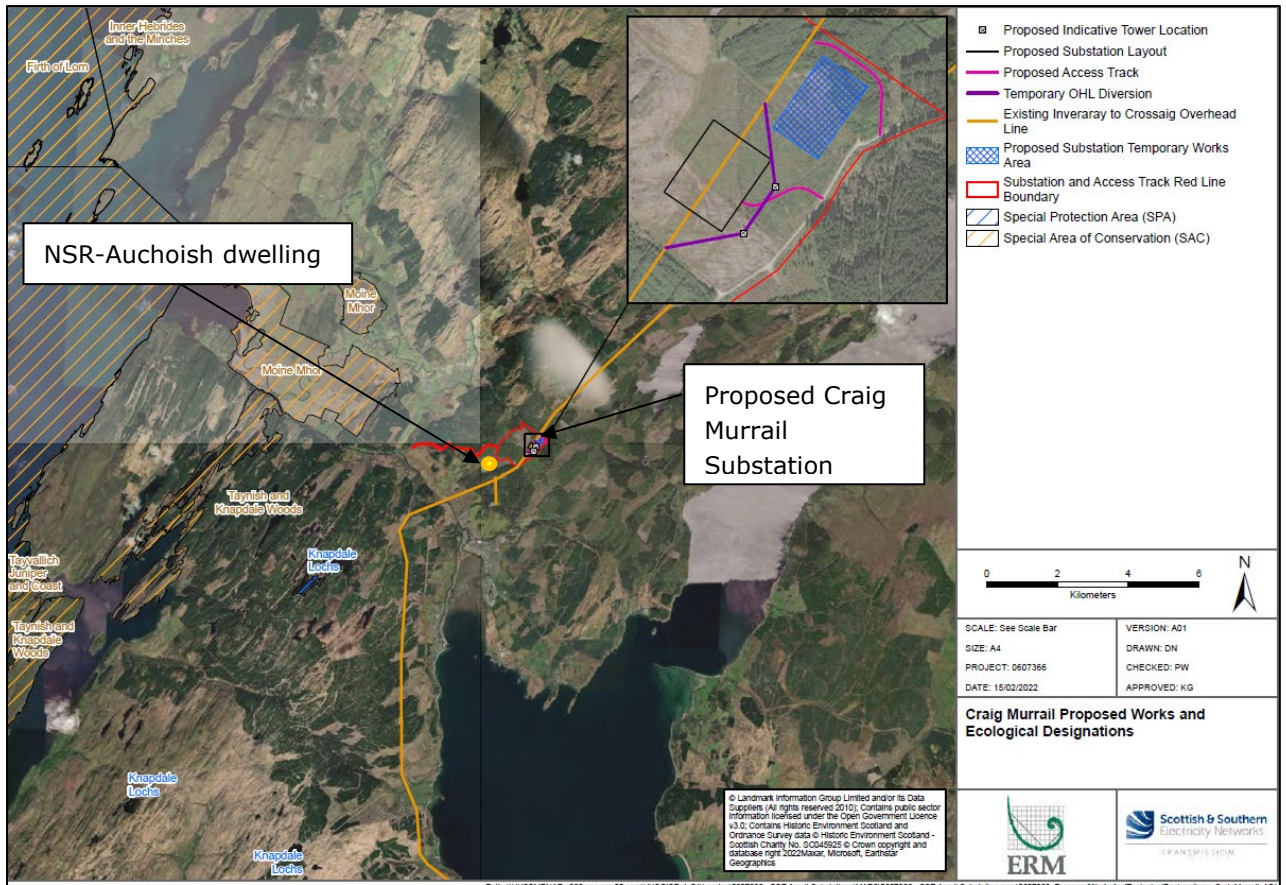 Inner Hebrides
and the Minches
Firth of Lorn
NSR-Auchoish dwelling
Moine
Mhor
Moine Mhor
Proposed Craig
Murrail
Substation
Taynish and
Knapdale Woods
Knapdale
Lochs
Tayvallich
Juniper
and Coast
Taynish and
Knapdale
Woods
Knapdale
Lochs
Knapdale
Lochs
© Landmark Information Group Limited and/or its Data
Suppliers (All rights reserved 2010); Contains public sector
information licensed under the Open Government Licence
v3.0; Contains Historic Environment Scotland and
Ordnance Survey data © Historic Environment Scotland -
Scottish Charity No. SC045925 © Crown copyright and
database right 2022Maxar, Microsoft, Earthstar
Geographics
Proposed Indicative Tower Location
Proposed Substation Layout
Proposed Access Track
Temporary OHL Diversion
Existing Inveraray to Crossaig Overhead
Line
Proposed Substation Temporary Works
Area
Substation and Access Track Red Line
Boundary
Special Protection Area (SPA)
Special Area of Conservation (SAC)
0 2 4 6
Kilometers
N
SCALE: See Scale Bar
VERSION: A01
SIZE: A4
DRAWN: DN
PROJECT: 0607366
CHECKED: PW
DATE: 15/02/2022
APPROVED: KG
Craig Murrail Proposed Works and
Ecological Designations
ERM
Scottish & Southern
Electricity Networks
TRANSMISSION